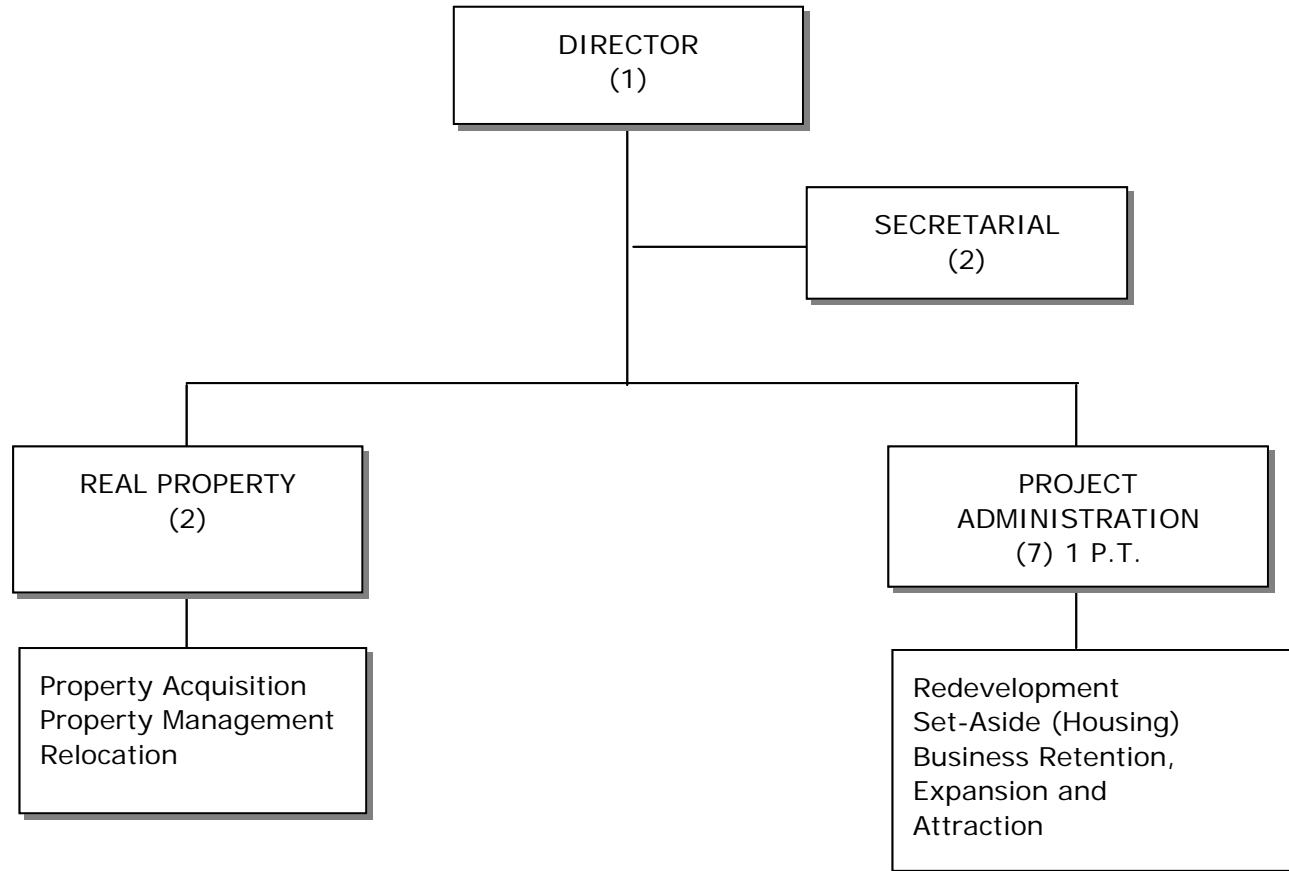 DIRECTOR
(1)
SECRETARIAL
(2)
REAL PROPERTY
(2)
PROJECT
ADMINISTRATION
(7) 1 P.T.
Property Acquisition
Property Management
Relocation
Redevelopment
Set-Aside (Housing)
Business Retention,
Expansion and
Attraction